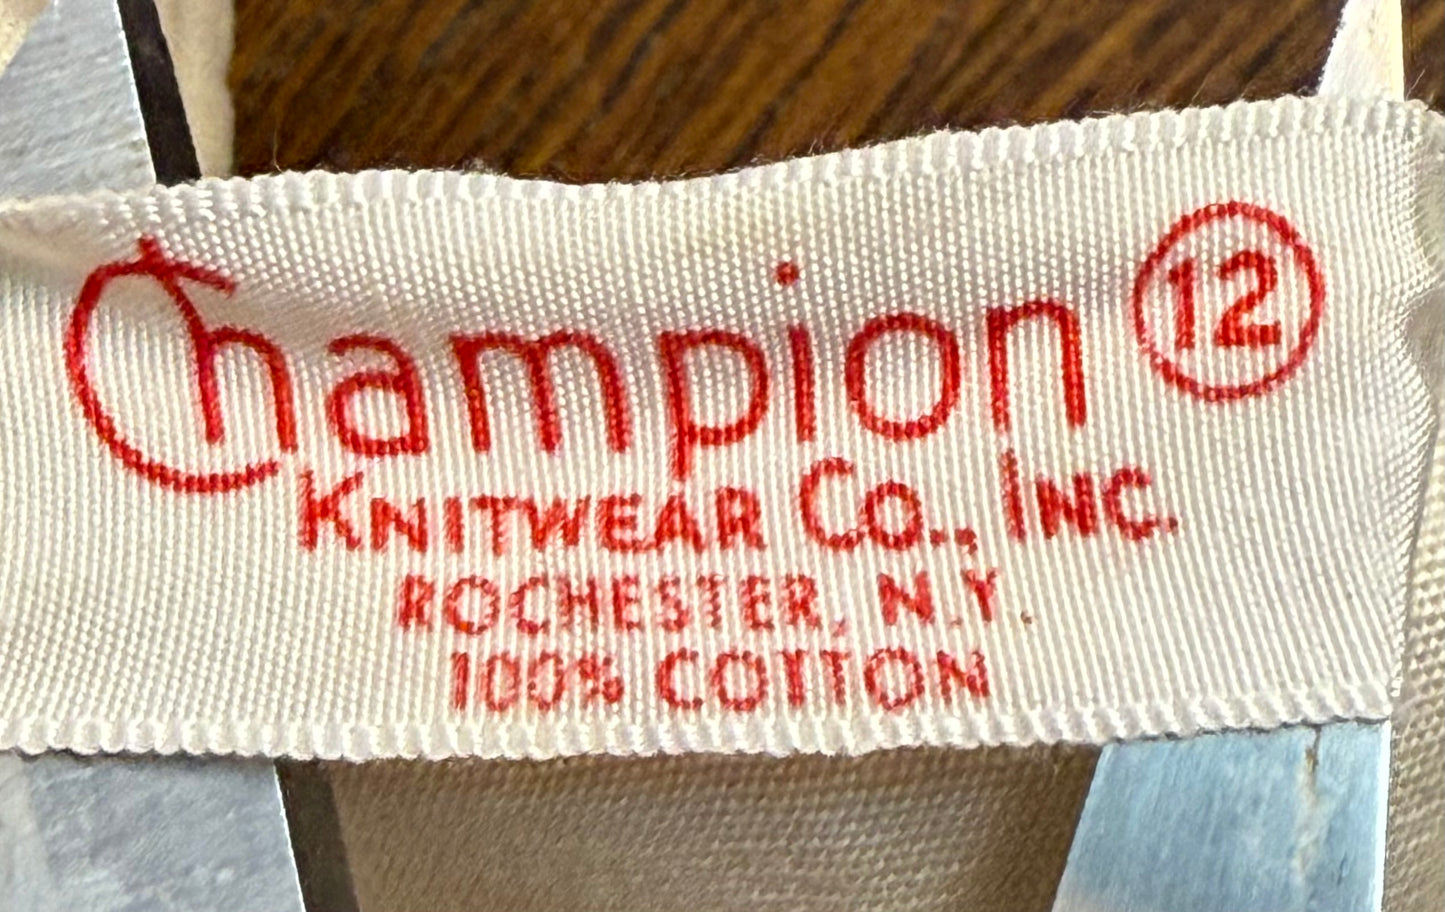 Champion 12
KNITWEAR CO., INC.
ROCHESTER, N.Y.
100% COTTON